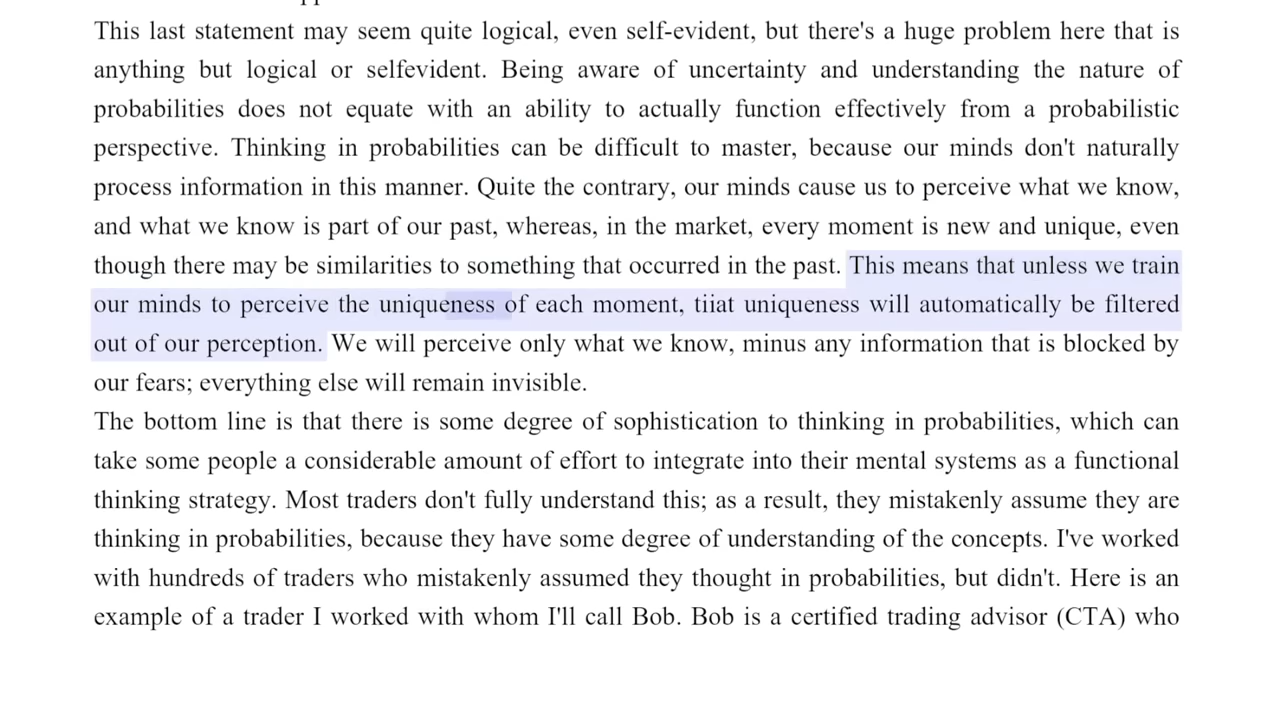 This last statement may seem quite logical, even self-evident, but there's a huge problem here that is
anything but logical or selfevident. Being aware of uncertainty and understanding the nature of
probabilities does not equate with an ability to actually function effectively from a probabilistic
perspective. Thinking in probabilities can be difficult to master, because our minds don't naturally
process information in this manner. Quite the contrary, our minds cause us to perceive what we know,
and what we know is part of our past, whereas, in the market, every moment is new and unique, even
though there may be similarities to something that occurred in the past. This means that unless we train
our minds to perceive the uniqueness of each moment, tiiat uniqueness will automatically be filtered
out of our perception. We will perceive only what we know, minus any information that is blocked by
our fears; everything else will remain invisible.
The bottom line is that there is some degree of sophistication to thinking in probabilities, which can
take some people a considerable amount of effort to integrate into their mental systems as a functional
thinking strategy. Most traders don't fully understand this; as a result, they mistakenly assume they are
thinking in probabilities, because they have some degree of understanding of the concepts. I've worked
with hundreds of traders who mistakenly assumed they thought in probabilities, but didn't. Here is an
example of a trader I worked with whom I'll call Bob. Bob is a certified trading advisor (CTA) who